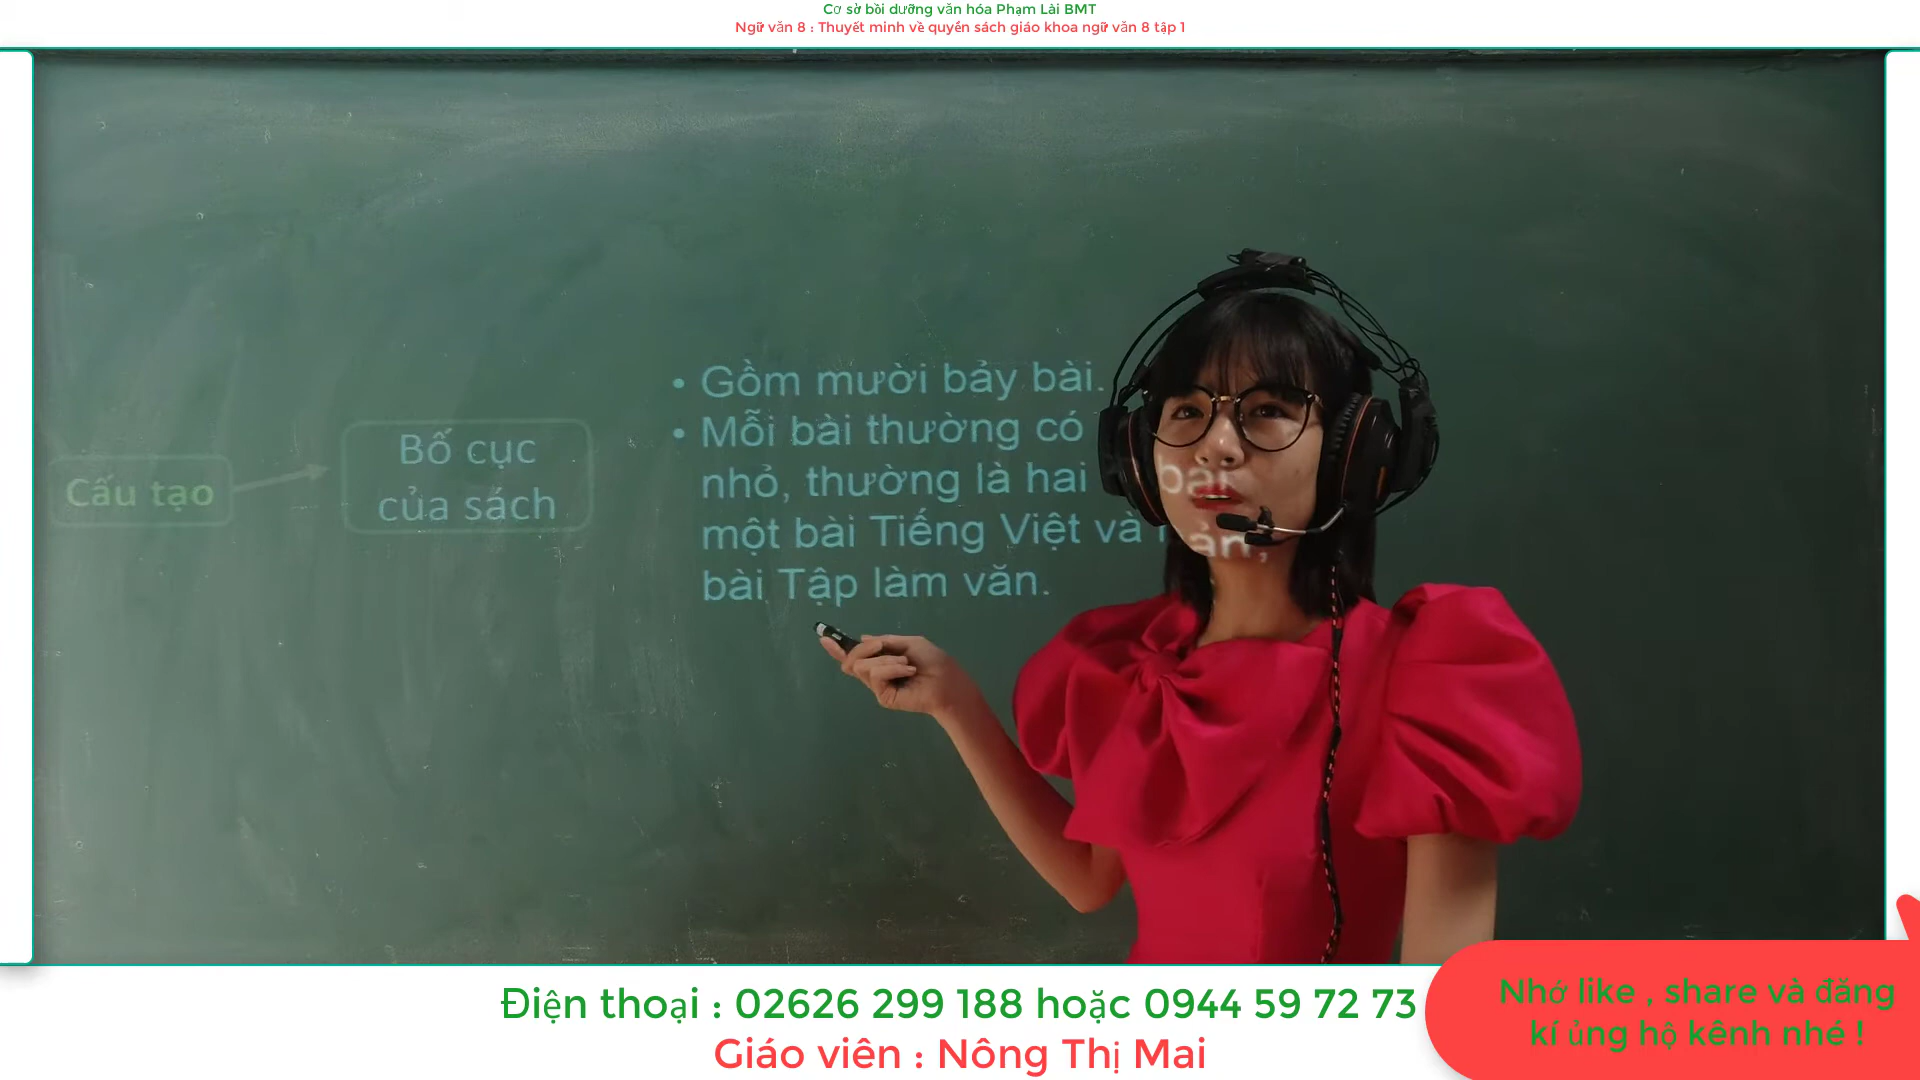 Cơ sở bồi dưỡng văn hóa Phạm Lài BMT
Ngữ văn 8 : Thuyết minh về quyển sách giáo khoa ngữ văn 8 tập 1
Cấu tạo
Bố cục
của sách
• Gồm mười bảy bài.
• Mỗi bài thường có
nhỏ, thường là hai bài
một bài Tiếng Việt và
bài Tập làm văn.
Điện thoại : 02626 299 188 hoặc 0944 59 72 73
Giáo viên : Nông Thị Mai
Nhớ like , share và đăng
kí ủng hộ kênh nhé !